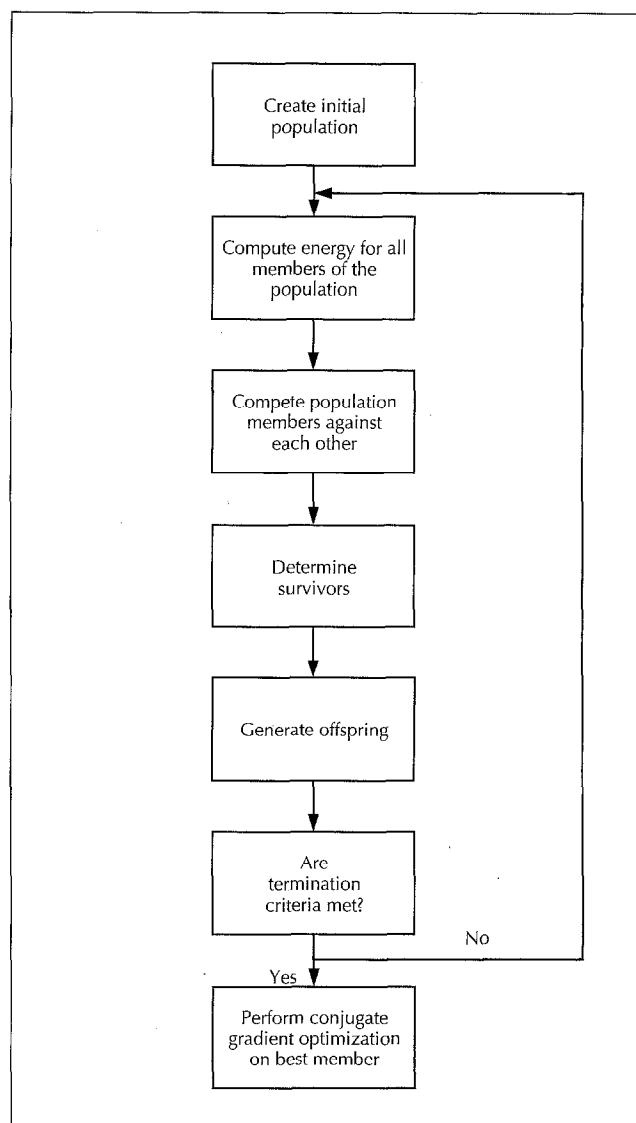 Create initial
population
Compute energy for all
members of the
population
Compete population
members against
each other
Determine
survivors
Generate offspring
Are
termination
criteria met?
No
Yes
Perform conjugate
gradient optimization
on best member